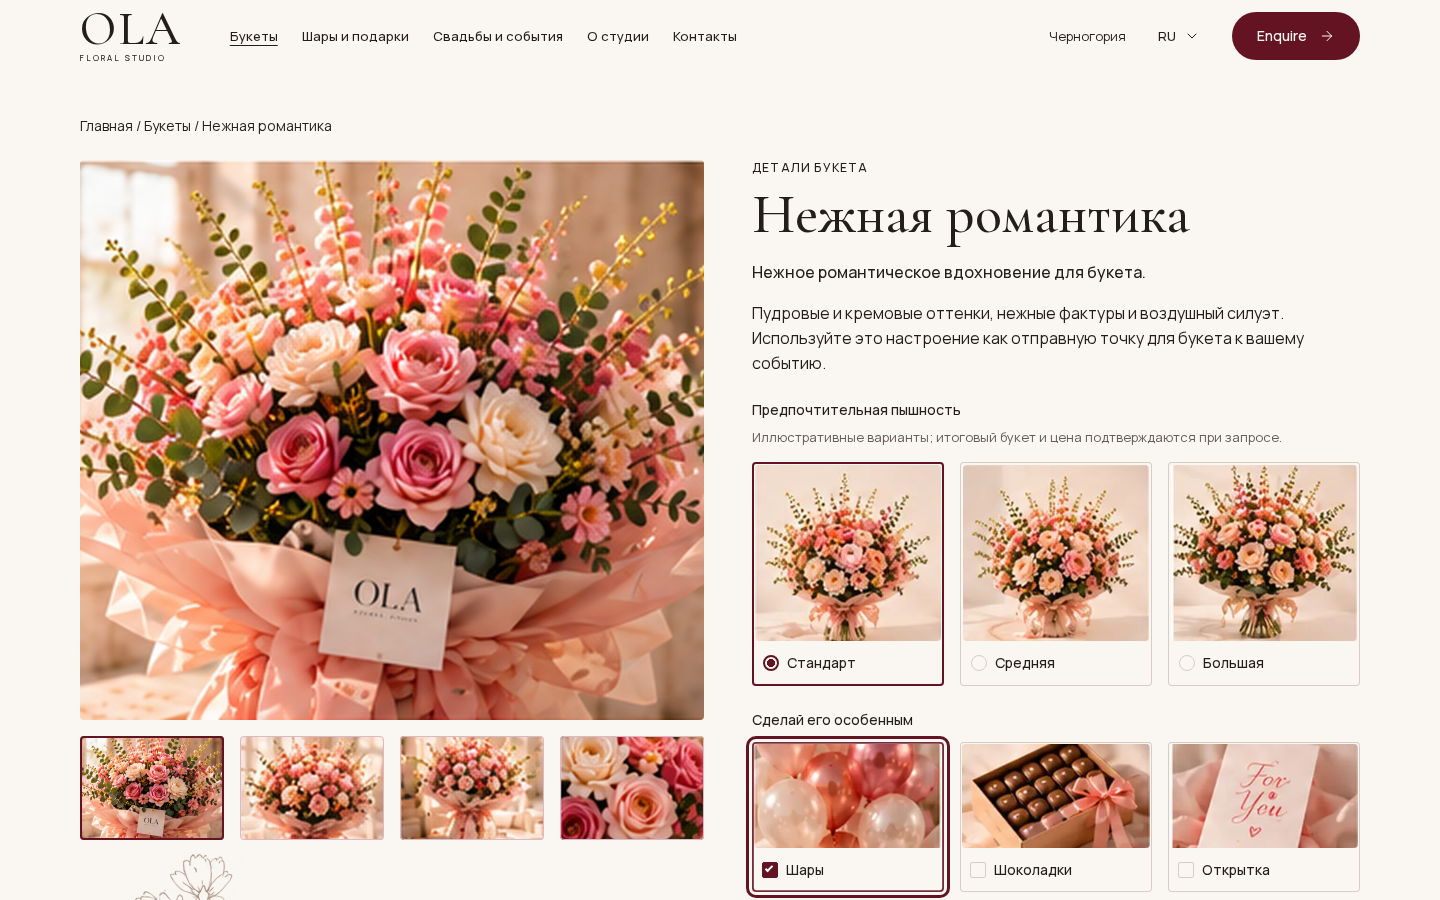 OLA
FLORAL STUDIO
Букеты
Шары и подарки
Свадьбы и события
О студии
Контакты
Черногория
RU
Enquire
Главная / Букеты / Нежная романтика
OLA
ДЕТАЛИ БУКЕТА
Нежная романтика
Нежное романтическое вдохновение для букета.
Пудровые и кремовые оттенки, нежные фактуры и воздушный силуэт.
Используйте это настроение как отправную точку для букета к вашему
событию.
Предпочтительная пышность
Иллюстративные варианты; итоговый букет и цена подтверждаются при запросе.
Стандарт
Средняя
Большая
Сделай его особенным
For
You
Шары
Шоколадки
Открытка
OLA